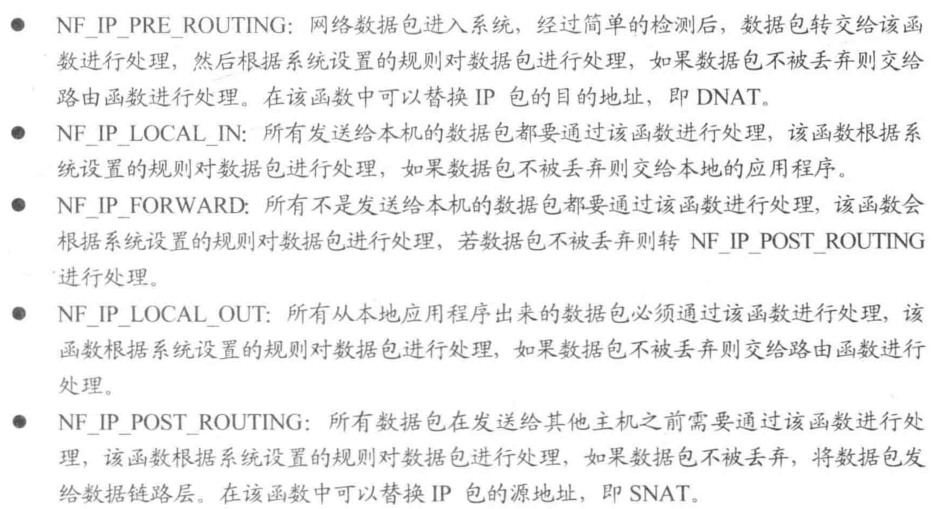 ● NF_IP_PRE_ROUTING：网络数据包进入系统，经过简单的检测后，数据包转交给该函
数进行处理，然后根据系统设置的规则对数据包进行处理，如果数据包不被丢弃则交给
路由函数进行处理。在该函数中可以替换 IP 包的目的地址，即 DNAT。
● NF_IP_LOCAL_IN：所有发送给本机的数据包都要通过该函数进行处理，该函数根据系
统设置的规则对数据包进行处理，如果数据包不被丢弃则交给本地的应用程序。
● NF_IP_FORWARD：所有不是发送给本机的数据包都要通过该函数进行处理，该函数会
根据系统设置的规则对数据包进行处理，若数据包不被丢弃则转 NF_IP_POST_ROUTING
进行处理。
● NF_IP_LOCAL_OUT：所有从本地应用程序出来的数据包必须通过该函数进行处理，该
函数根据系统设置的规则对数据包进行处理，如果数据包不被丢弃则交给路由函数进行
处理。
● NF_IP_POST_ROUTING：所有数据包在发送给其他主机之前需要通过该函数进行处
理，该函数根据系统设置的规则对数据包进行处理，如果数据包不被丢弃，将数据包发
给数据链路层。在该函数中可以替换 IP 包的源地址，即 SNAT。